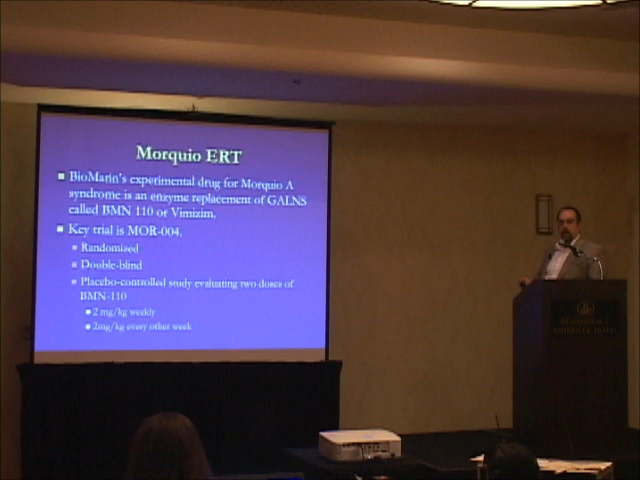 Morquio ERT
BioMarin's experimental drug for Morquio A
syndrome is an enzyme replacement of GALNS
called BMN 110 or Vimizim.
Key trial is MOR-004.
Randomized
Double-blind
Placebo-controlled study evaluating two doses of
BMN-110
2 mg/kg weekly
2mg/kg every other week
RENAISSANCE